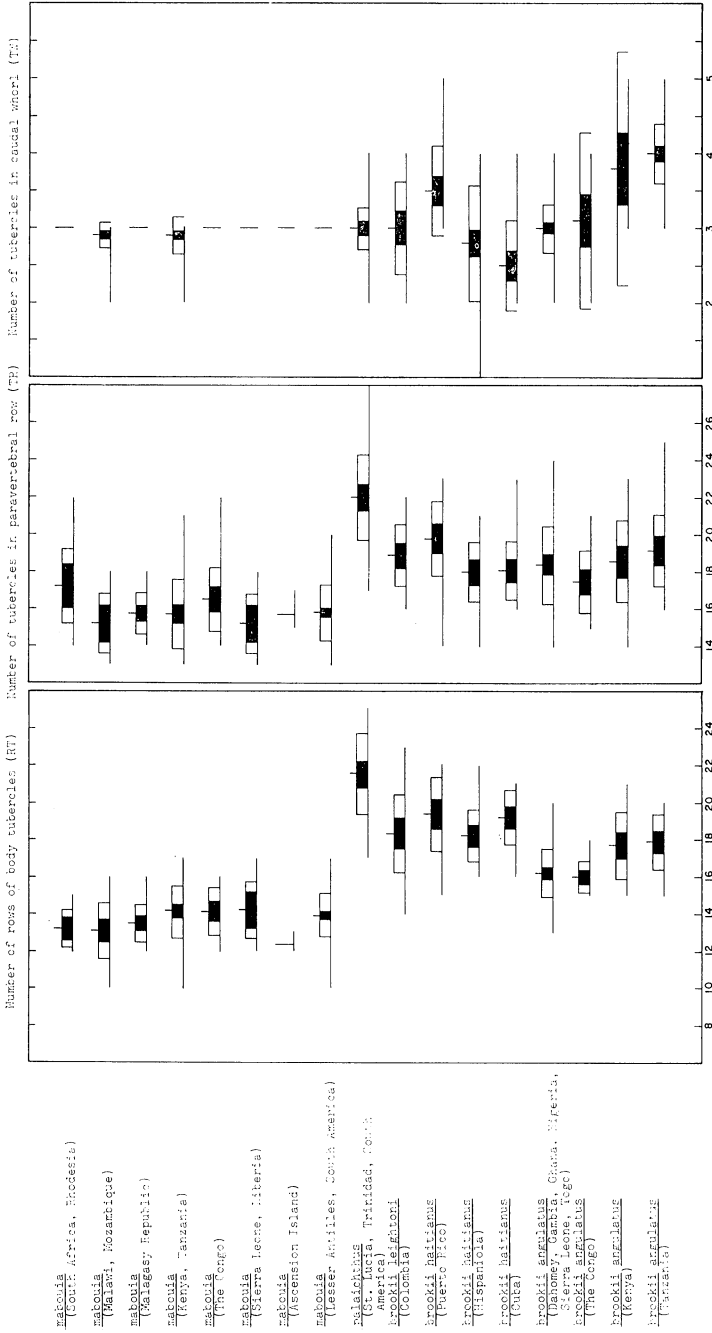 Number of rows of body tubercles (RT)
Number of tubercles in paravertebral row (TR)
Number of tubercles in caudal whorl (TW)
mabouia
(South Africa, Rhodesia)
mabouia
(Malawi, Mozambique)
mabouia
(Malagasy Republic)
mabouia
(Kenya, Tanzania)
mabouia
(The Congo)
mabouia
(Sierra Leone, Liberia)
mabouia
(Ascension Island)
mabouia
(Lesser Antilles, South America)
palaichthus
(St. Lucia, Trinidad, South
America)
brookii leightoni
(Colombia)
brookii haitianus
(Puerto Rico)
brookii haitianus
(Hispaniola)
brookii haitianus
(Cuba)
brookii angulatus
(Dahomey, Gambia, Ghana, Nigeria,
Sierra Leone, Togo)
brookii angulatus
(The Congo)
brookii angulatus
(Kenya)
brookii angulatus
(Tanzania)
8 10 12 14 16 18 20 22 24
14 16 18 20 22 24 26
2 3 4 5